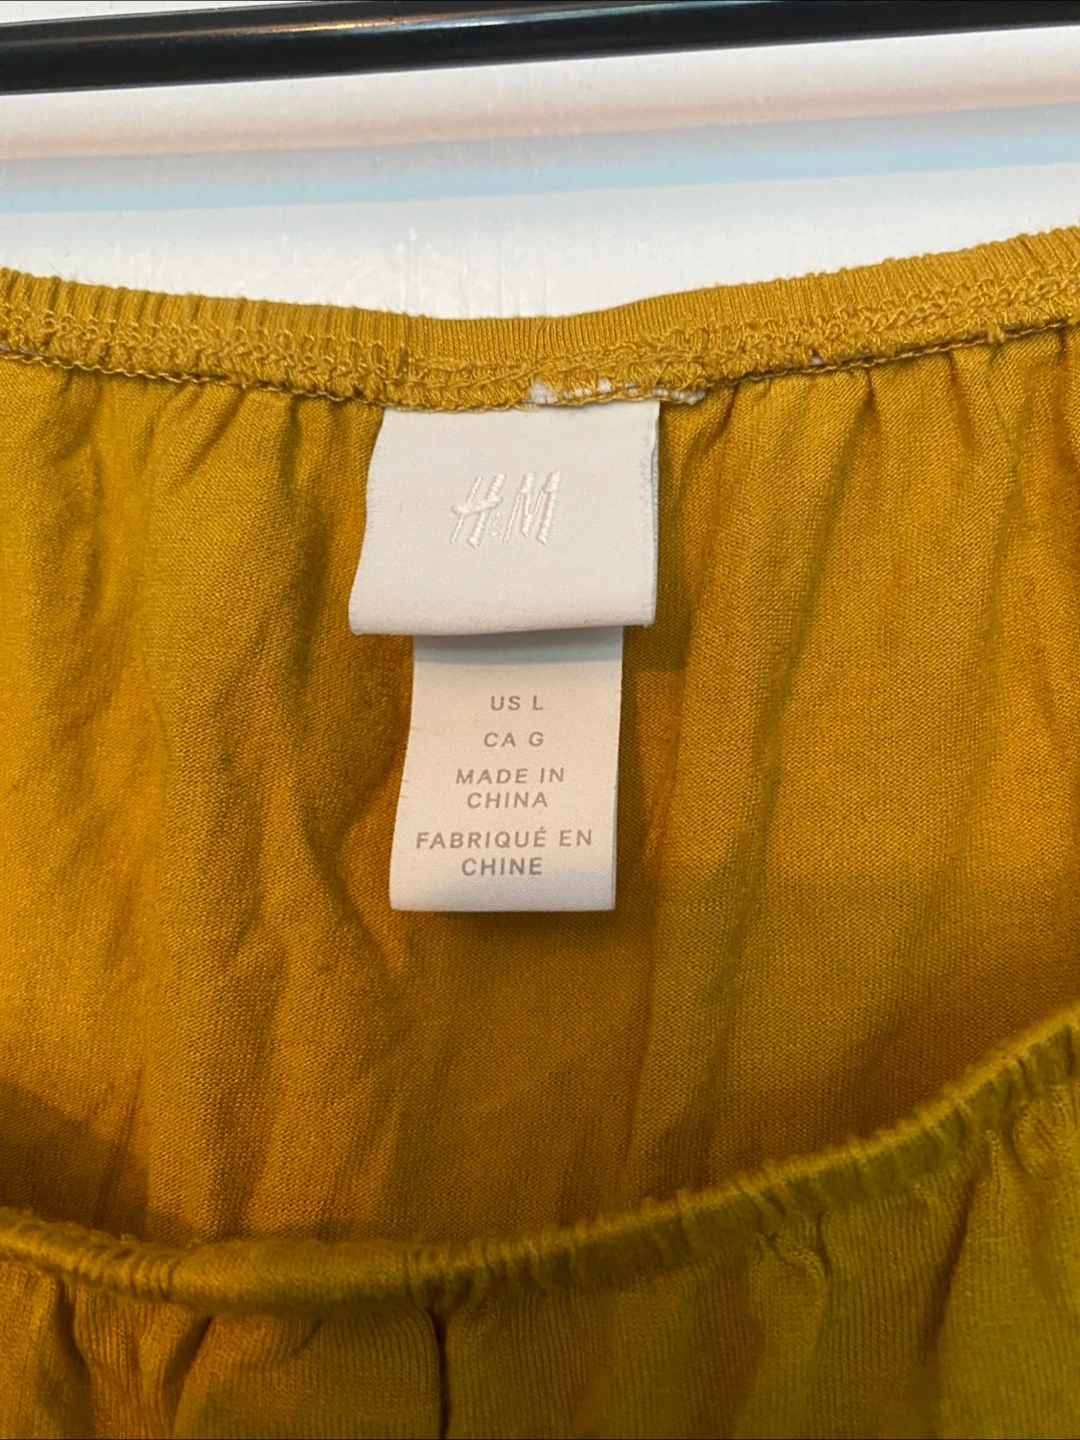 H&M
US L
CA G
MADE IN
CHINA
FABRIQUÉ EN
CHINE